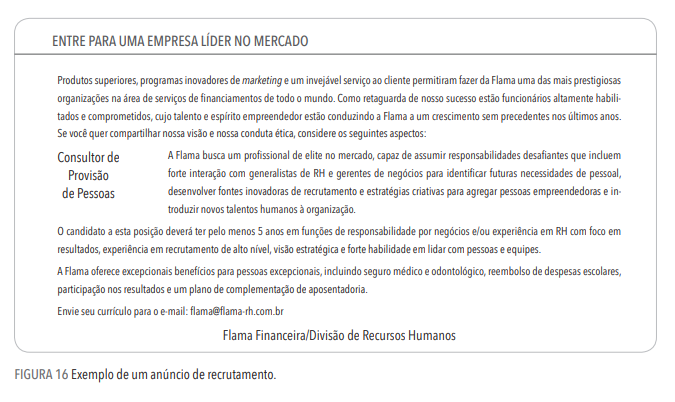 ENTRE PARA UMA EMPRESA LÍDER NO MERCADO
Produtos superiores, programas inovadores de marketing e um invejável serviço ao cliente permitiram fazer da Flama uma das mais prestigiosas
organizações na área de serviços de financiamentos de todo o mundo. Como retaguarda de nosso sucesso estão funcionários altamente habili-
tados e comprometidos, cujo talento e espírito empreendedor estão conduzindo a Flama a um crescimento sem precedentes nos últimos anos.
Se você quer compartilhar nossa visão e nossa conduta ética, considere os seguintes aspectos:
Consultor de
Provisão
de Pessoas
A Flama busca um profissional de elite no mercado, capaz de assumir responsabilidades desafiantes que incluem
forte interação com generalistas de RH e gerentes de negócios para identificar futuras necessidades de pessoal,
desenvolver fontes inovadoras de recrutamento e estratégias criativas para agregar pessoas empreendedoras e in-
troduzir novos talentos humanos à organização.
O candidato a esta posição deverá ter pelo menos 5 anos em funções de responsabilidade por negócios e/ou experiência em RH com foco em
resultados, experiência em recrutamento de alto nível, visão estratégica e forte habilidade em lidar com pessoas e equipes.
A Flama oferece excepcionais benefícios para pessoas excepcionais, incluindo seguro médico e odontológico, reembolso de despesas escolares,
participação nos resultados e um plano de complementação de aposentadoria.
Envie seu currículo para o e-mail: flama@flama-rh.com.br
Flama Financeira/Divisão de Recursos Humanos
FIGURA 16 Exemplo de um anúncio de recrutamento.